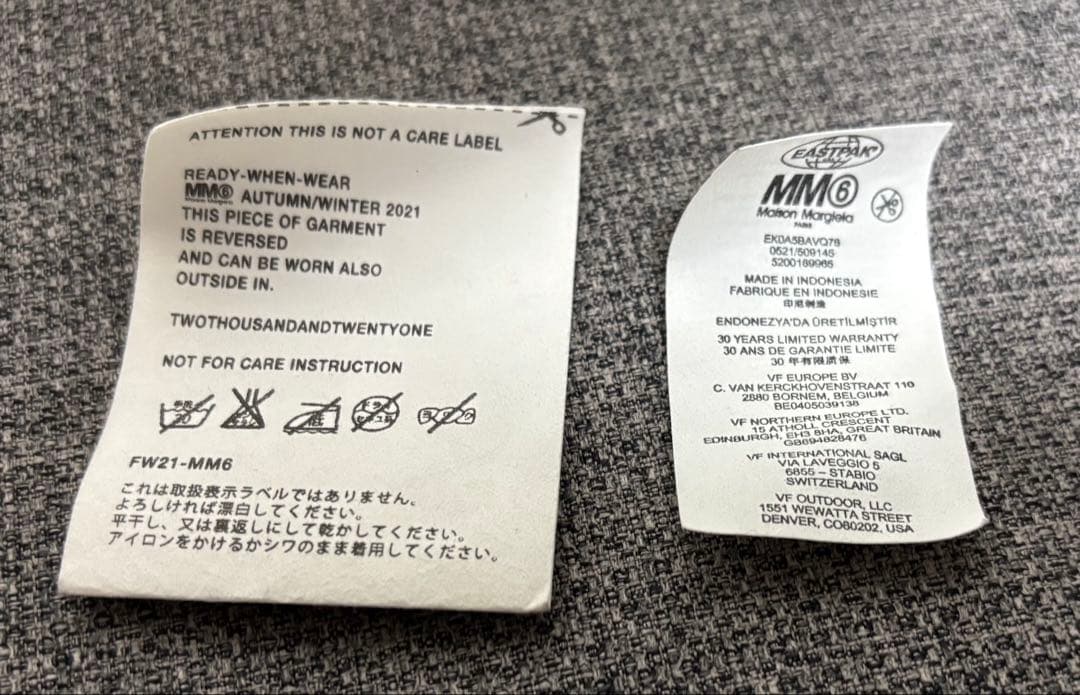 ATTENTION THIS IS NOT A CARE LABEL
READY-WHEN-WEAR
MM⑥ AUTUMN/WINTER 2021
THIS PIECE OF GARMENT
IS REVERSED
AND CAN BE WORN ALSO
OUTSIDE IN.
TWOTHOUSANDANDTWENTYONE
NOT FOR CARE INSTRUCTION
FW21-MM6
これは取扱表示ラベルではありません。
よろしければ漂白してください。
平干し、又は裏返しにして乾かしてください。
アイロンをかけるかシワのまま着用してください。
EASTPAK®
MM⑥
Maison Margiela
PARIS
EK0A5BAVQ78
0521/509145
5200169965
MADE IN INDONESIA
FABRIQUE EN INDONESIE
印尼制造
ENDONEZYA'DA ÜRETİLMİŞTİR
30 YEARS LIMITED WARRANTY
30 ANS DE GARANTIE LIMITE
30 年有限质保
VF EUROPE BV
C. VAN KERCKHOVENSTRAAT 110
2880 BORNEM, BELGIUM
BE0405039138
VF NORTHERN EUROPE LTD.
15 ATHOLL CRESCENT
EDINBURGH, EH3 8HA, GREAT BRITAIN
GB694828476
VF INTERNATIONAL SAGL
VIA LAVEGGIO 5
6855 – STABIO
SWITZERLAND
VF OUTDOOR, LLC
1551 WEWATTA STREET
DENVER, CO80202, USA